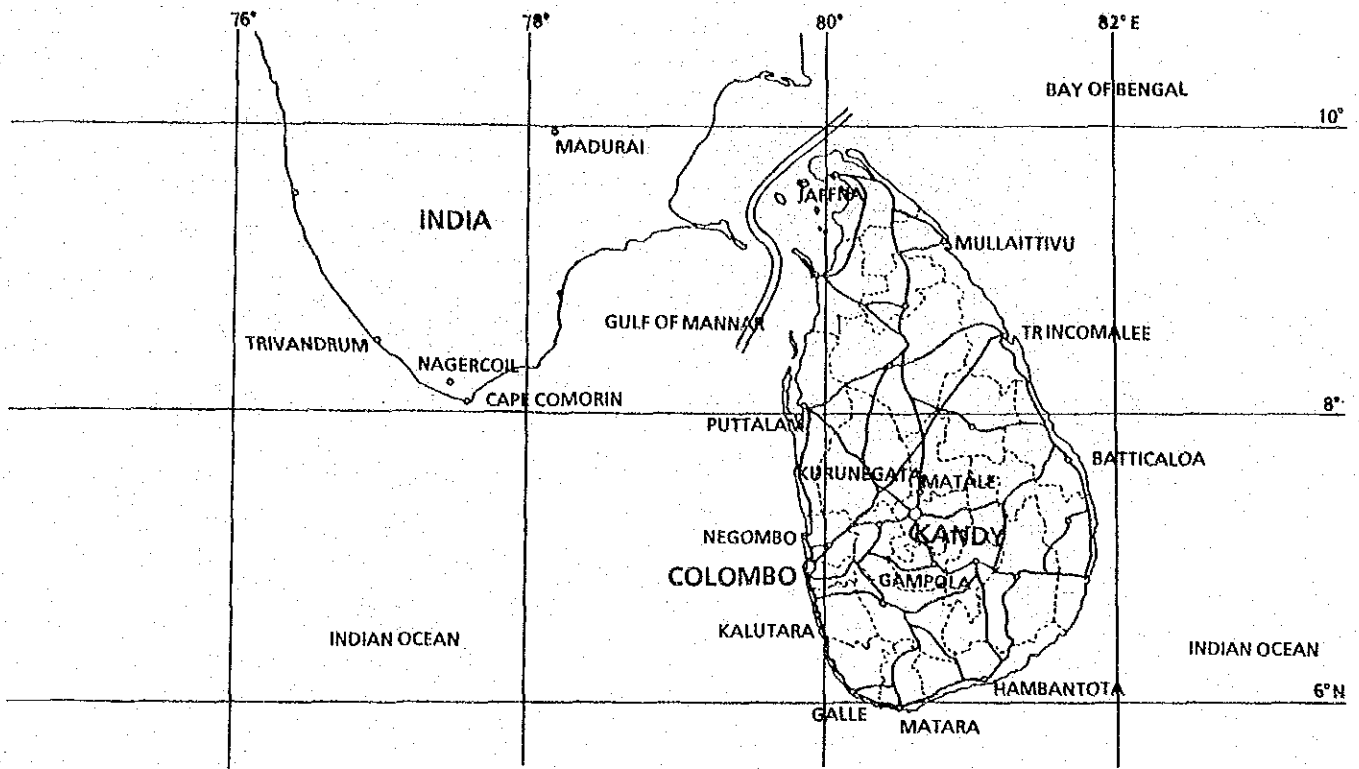 76°
78°
80°
82° E
BAY OF BENGAL
10°
MADURAI
JAFFNA
INDIA
MULLAITTIVU
GULF OF MANNAR
TRINCOMALEE
TRIVANDRUM
NAGERCOIL
CAPE COMORIN
8°
PUTTALAM
BATTICALOA
KURUNEGATA
MATALE
NEGOMBO
KANDY
COLOMBO
GAMPOLA
KALUTARA
INDIAN OCEAN
INDIAN OCEAN
HAMBANTOTA
6° N
GALLE
MATARA